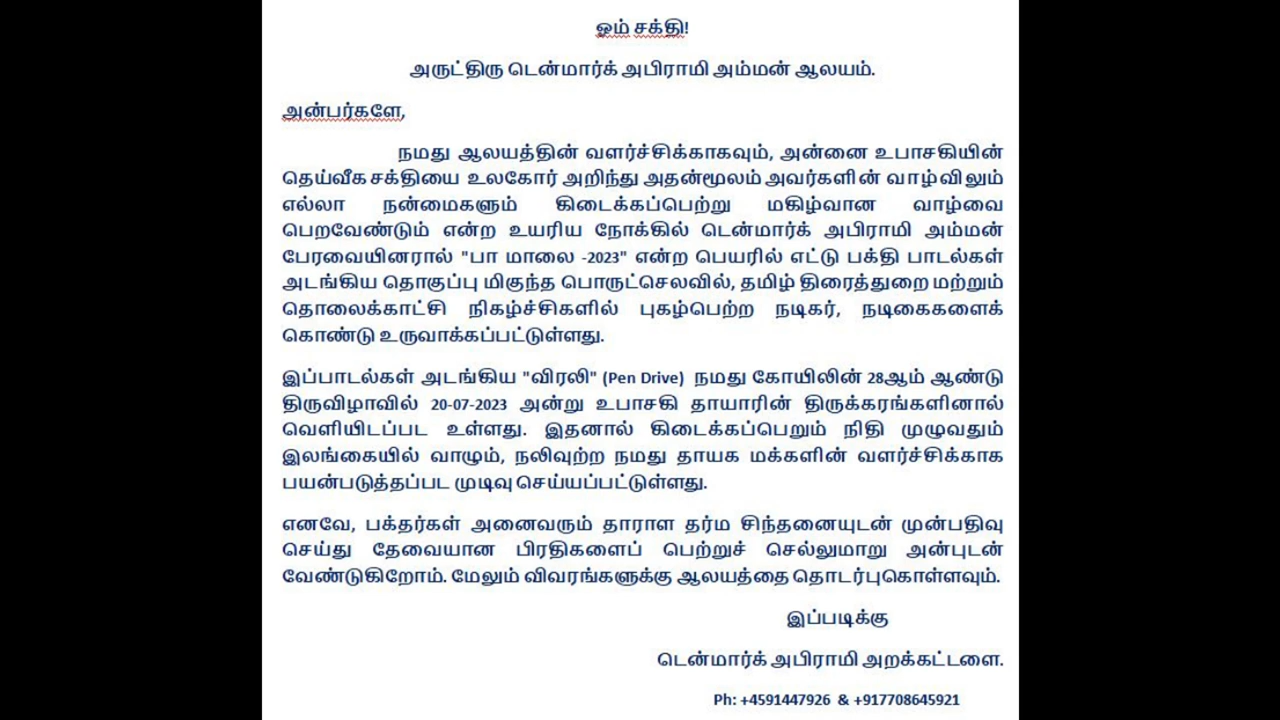 ஓம் சக்தி!
அருட்திரு டென்மார்க் அபிராமி அம்மன் ஆலயம்.
அன்பர்களே,
நமது ஆலயத்தின் வளர்ச்சிக்காகவும், அன்னை உபாசகியின்
தெய்வீக சக்தியை உலகோர் அறிந்து அதன்மூலம் அவர்களின் வாழ்விலும்
எல்லா நன்மைகளும் கிடைக்கப்பெற்று மகிழ்வான வாழ்வை
பெறவேண்டும் என்ற உயரிய நோக்கில் டென்மார்க் அபிராமி அம்மன்
பேரவையினரால் "பா மாலை -2023" என்ற பெயரில் எட்டு பக்தி பாடல்கள்
அடங்கிய தொகுப்பு மிகுந்த பொருட்செலவில், தமிழ் திரைத்துறை மற்றும்
தொலைக்காட்சி நிகழ்ச்சிகளில் புகழ்பெற்ற நடிகர், நடிகைகளைக்
கொண்டு உருவாக்கப்பட்டுள்ளது.
இப்பாடல்கள் அடங்கிய "விரலி" (Pen Drive) நமது கோயிலின் 28ஆம் ஆண்டு
திருவிழாவில் 20-07-2023 அன்று உபாசகி தாயாரின் திருக்கரங்களினால்
வெளியிடப்பட உள்ளது. இதனால் கிடைக்கப்பெறும் நிதி முழுவதும்
இலங்கையில் வாழும், நலிவுற்ற நமது தாயக மக்களின் வளர்ச்சிக்காக
பயன்படுத்தப்பட முடிவு செய்யப்பட்டுள்ளது.
எனவே, பக்தர்கள் அனைவரும் தாராள தர்ம சிந்தனையுடன் முன்பதிவு
செய்து தேவையான பிரதிகளைப் பெற்றுச் செல்லுமாறு அன்புடன்
வேண்டுகிறோம். மேலும் விவரங்களுக்கு ஆலயத்தை தொடர்புகொள்ளவும்.
இப்படிக்கு
டென்மார்க் அபிராமி அறக்கட்டளை.
Ph: +4591447926 & +917708645921